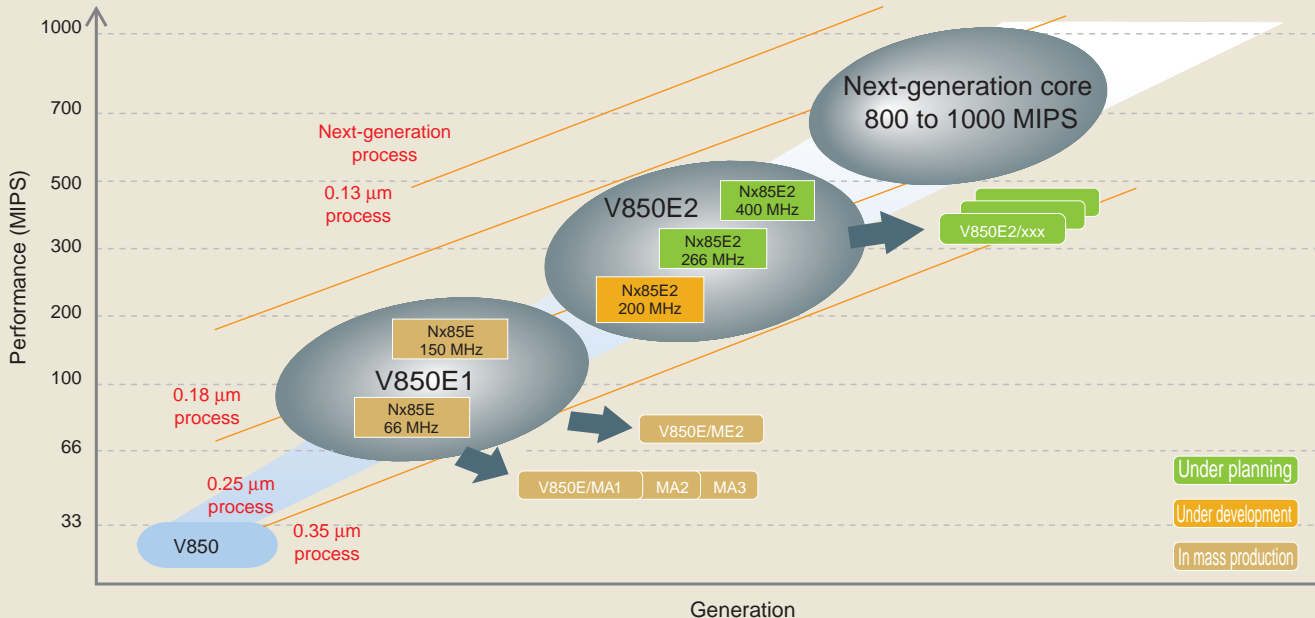 1000
700
500
300
200
100
66
33
Performance (MIPS)
Generation
Next-generation
process
0.13 μm
process
0.18 μm
process
0.25 μm
process
0.35 μm
process
Next-generation core
800 to 1000 MIPS
V850E2
Nx85E2
400 MHz
Nx85E2
266 MHz
Nx85E2
200 MHz
V850E2/xxx
Nx85E
150 MHz
V850E1
Nx85E
66 MHz
V850E/ME2
V850E/MA1 MA2 MA3
V850
Under planning
Under development
In mass production